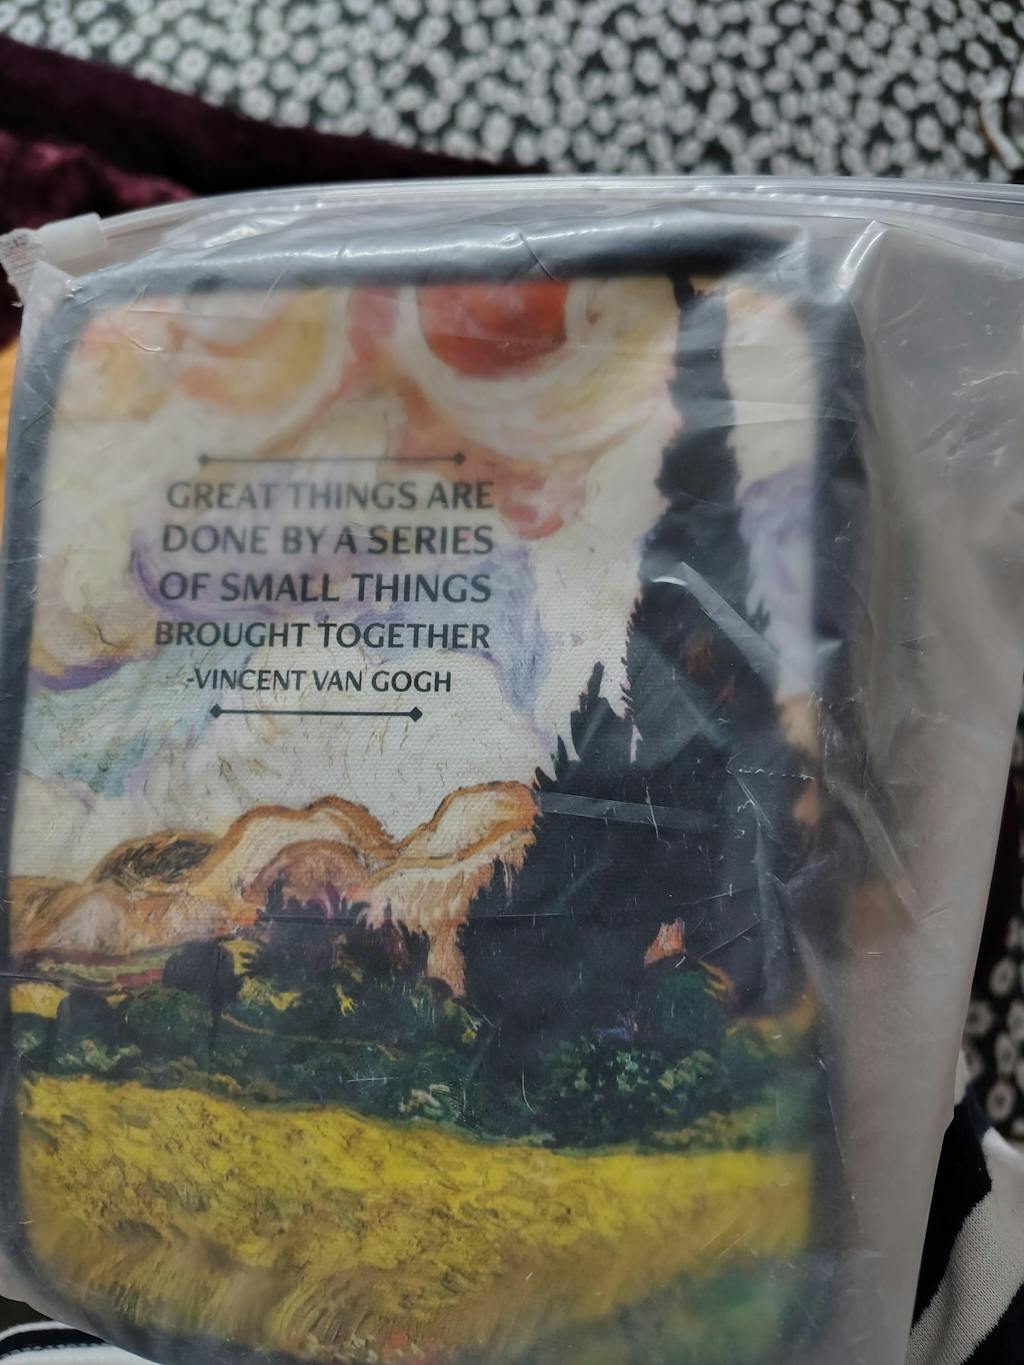 GREAT THINGS ARE
DONE BY A SERIES
OF SMALL THINGS
BROUGHT TOGETHER
-VINCENT VAN GOGH